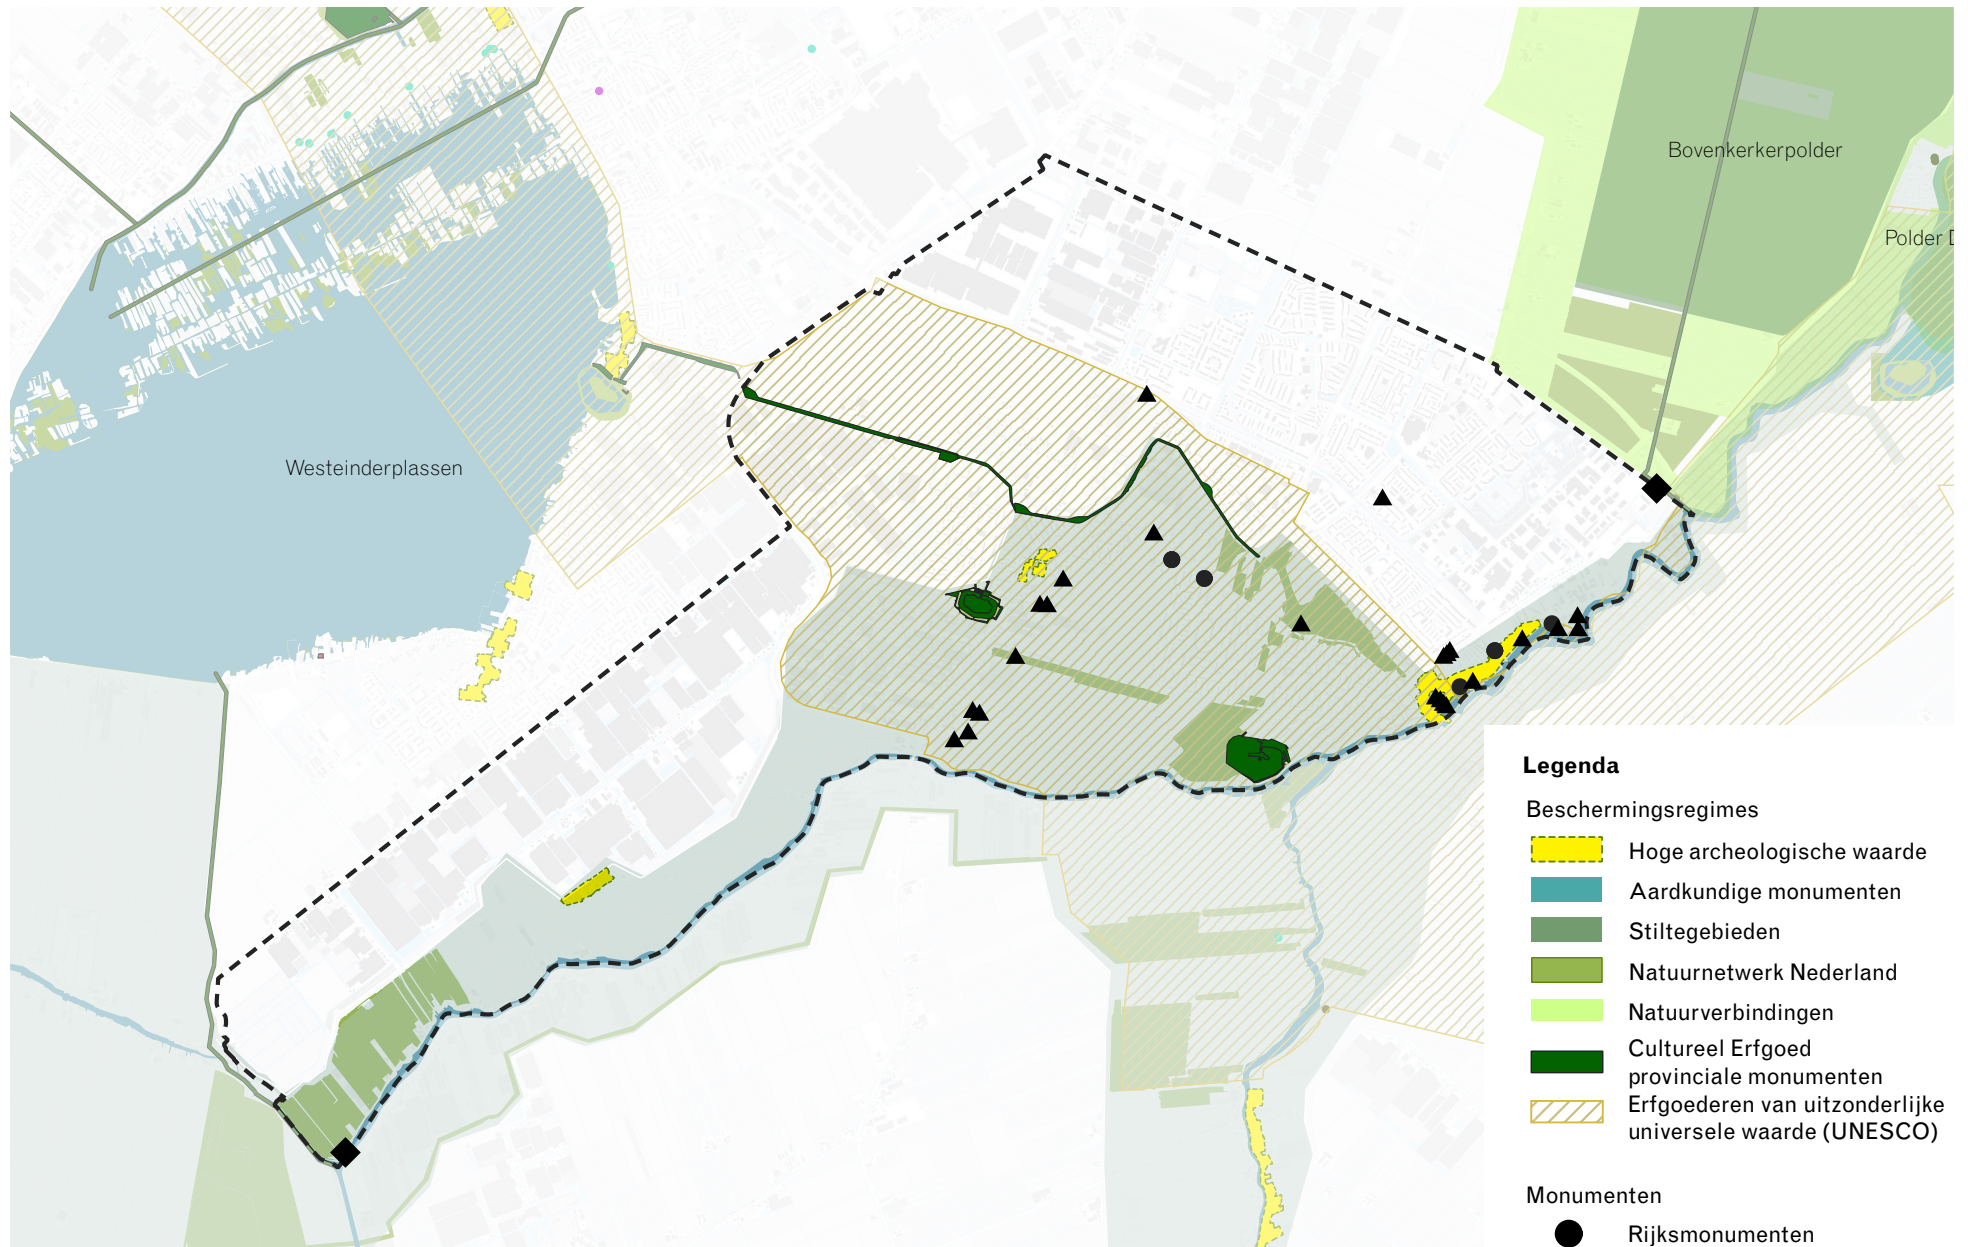 Bovenkerkerpolder
Polder D
Westeinderplassen
Legenda
Beschermingsregimes
Hoge archeologische waarde
Aardkundige monumenten
Stiltegebieden
Natuurnetwerk Nederland
Natuurverbindingen
Cultureel Erfgoed
provinciale monumenten
Erfgoederen van uitzonderlijke
universele waarde (UNESCO)
Monumenten
Rijksmonumenten